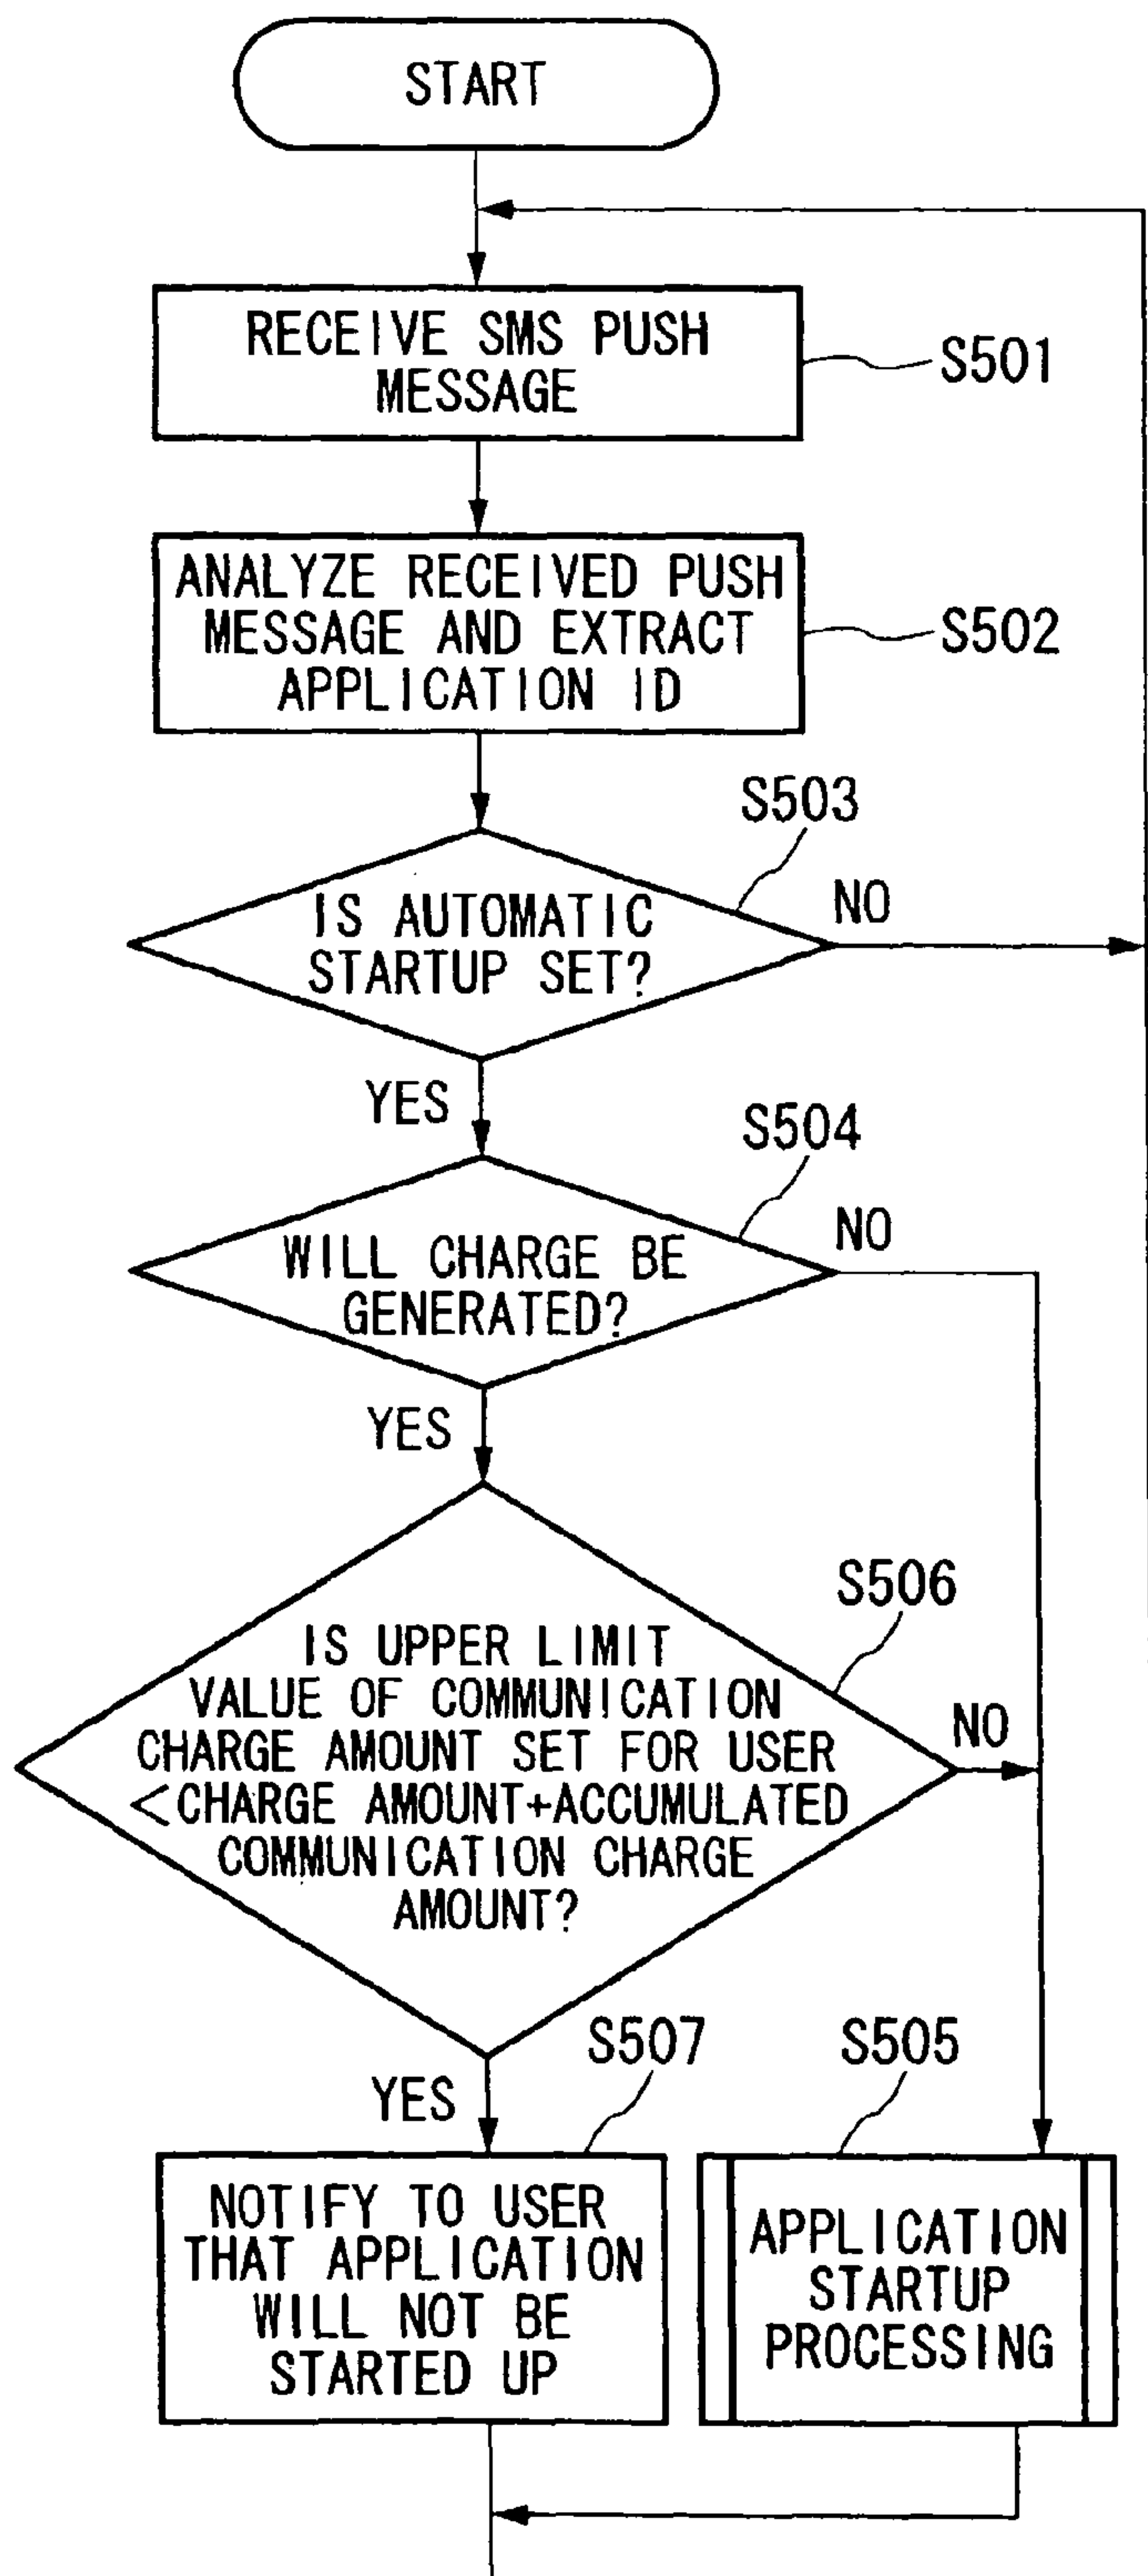 START
RECEIVE SMS PUSH
MESSAGE
S501
ANALYZE RECEIVED PUSH
MESSAGE AND EXTRACT
APPLICATION ID
S502
S503
IS AUTOMATIC
STARTUP SET?
NO
YES
S504
WILL CHARGE BE
GENERATED?
NO
YES
S506
IS UPPER LIMIT
VALUE OF COMMUNICATION
CHARGE AMOUNT SET FOR USER
<CHARGE AMOUNT+ACCUMULATED
COMMUNICATION CHARGE
AMOUNT?
NO
YES
S507
NOTIFY TO USER
THAT APPLICATION
WILL NOT BE
STARTED UP
S505
APPLICATION
STARTUP
PROCESSING